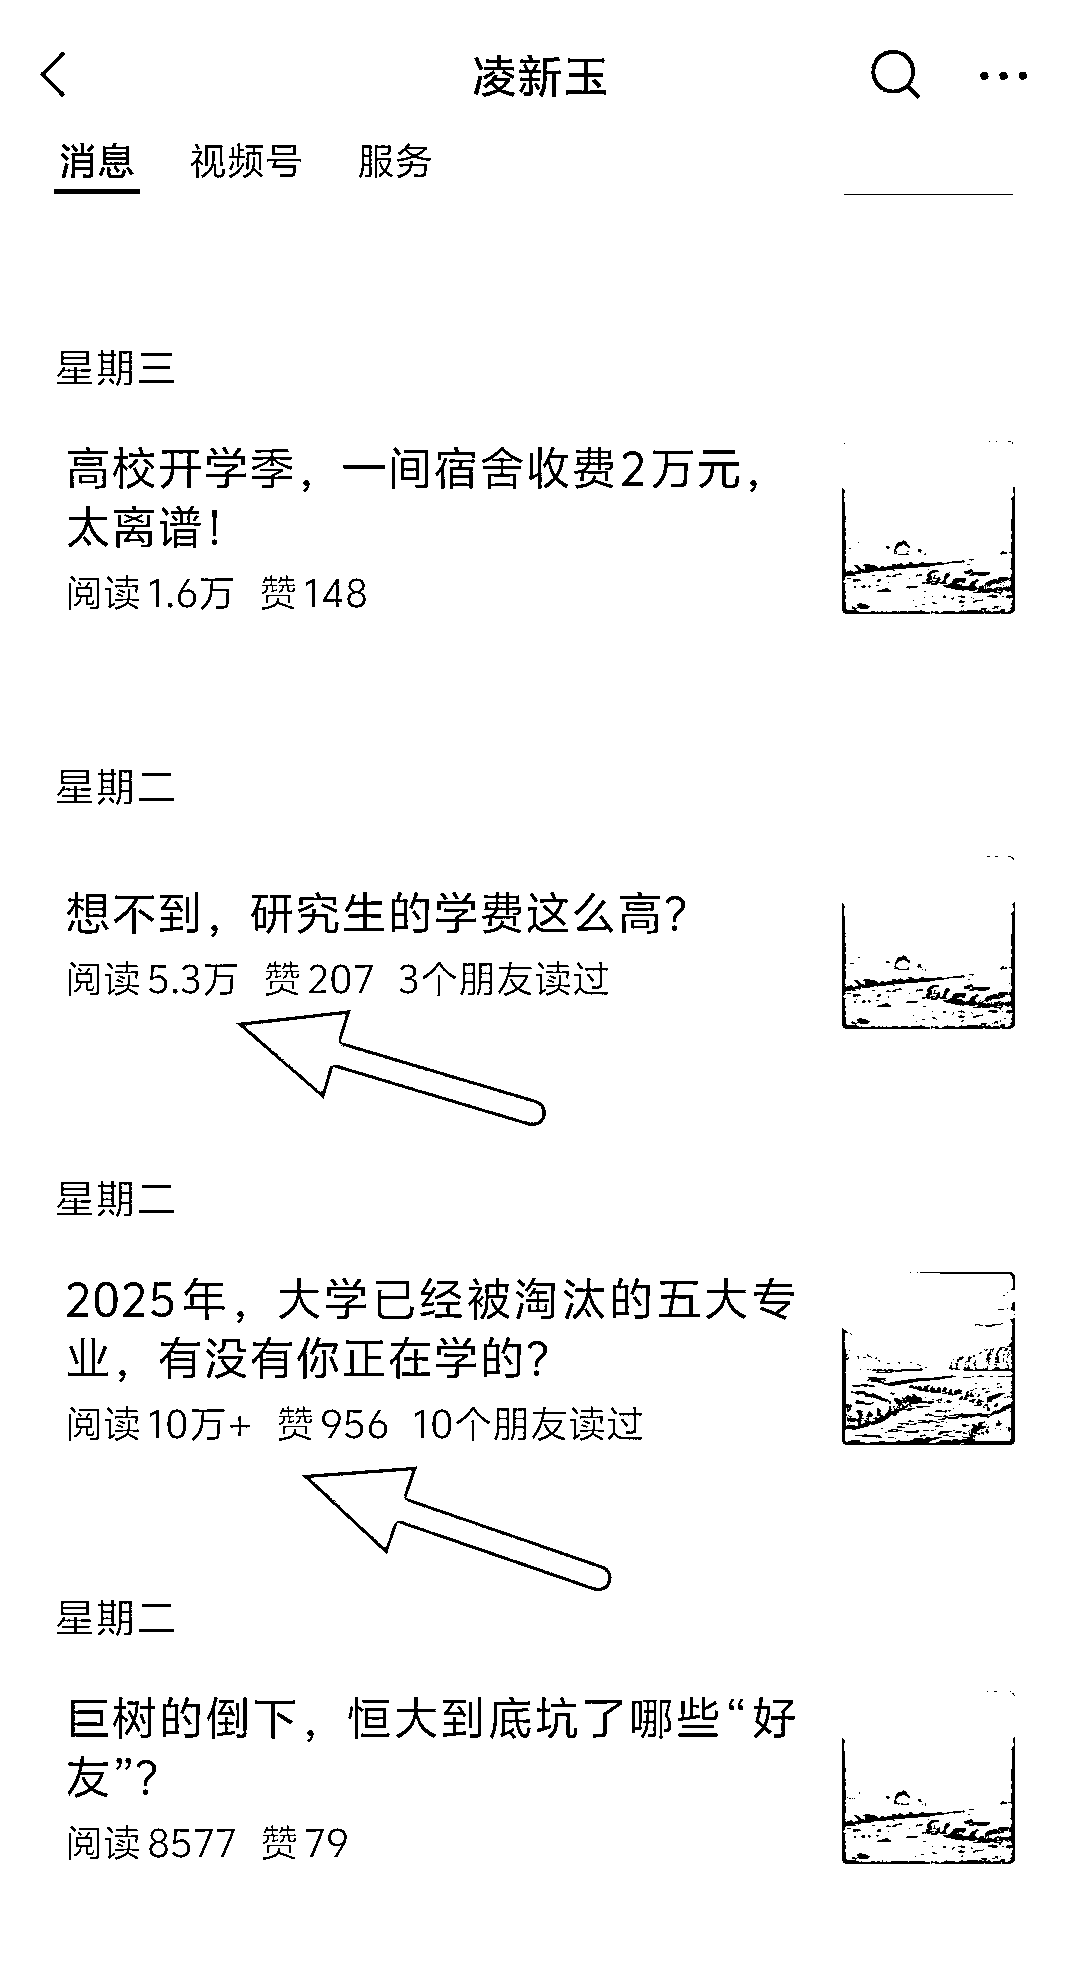 凌新玉
消息 视频号 服务
星期三
高校开学季，一间宿舍收费2万元，
太离谱！
阅读1.6万 赞148
星期二
想不到，研究生的学费这么高？
阅读5.3万 赞207 3个朋友读过
星期二
2025年，大学已经被淘汰的五大专
业，有没有你正在学的？
阅读10万+ 赞956 10个朋友读过
星期二
巨树的倒下，恒大到底坑了哪些“好
友”？
阅读8577 赞79